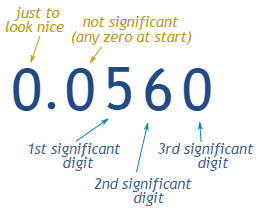 just to
look nice
not significant
(any zero at start)
0.0560
1st significant
digit
2nd significant
digit
3rd significant
digit